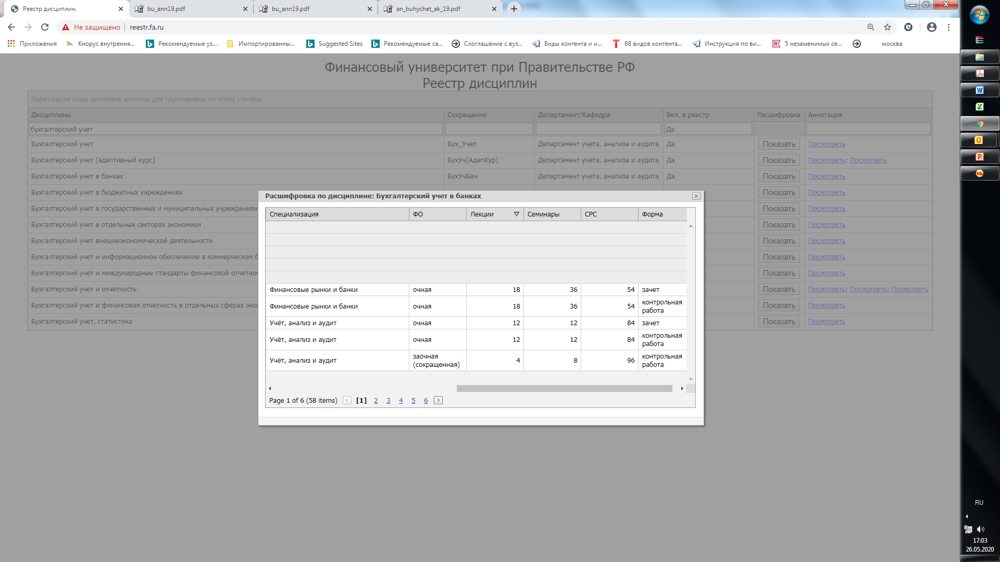 Реестр дисциплин.
bu_ann19.pdf
bu_ann19.pdf
an_buhychet_ak_19.pdf
Не защищено
reestr.fa.ru
Приложения
Кнорус внутрення...
Рекомендуемые уз...
Импортированны...
Suggested Sites
Рекомендуемые са...
Слоглашение с вуз...
Виды контента и и...
68 видов контента...
Инструкция по ви...
5 незаменимых се...
москва
Финансовый университет при Правительстве РФ
Реестр дисциплин
Перетащите сюда заголовок колонки для группировки по этому столбцу
Дисциплины Сокращенно Департамент/Кафедра Вкл. в реестр Расшифровка Аннотация
бухгалтерский учет Да
Бухгалтерский учет Бух_Учет Департамент учета, анализа и аудита Да Показать Посмотреть
Бухгалтерский учет (адаптивный курс) БухУч(АдапКур) Департамент учета, анализа и аудита Да Показать Посмотреть; Посмотреть
Бухгалтерский учет в банках БухУчБан Департамент учета, анализа и аудита Да Показать Посмотреть
Бухгалтерский учет в бюджетных учреждениях Показать Посмотреть
Бухгалтерский учет в государственных и муниципальных учреждениях Показать Посмотреть
Бухгалтерский учет в отдельных секторах экономики Показать Посмотреть
Бухгалтерский учет внешнеэкономической деятельности Показать Посмотреть
Бухгалтерский учет и информационное обеспечение в коммерческом Показать Посмотреть
Бухгалтерский учет и международные стандарты финансовой Показать Посмотреть
Бухгалтерский учет и отчетность Показать Посмотреть; Посмотреть; Посмотреть
Бухгалтерский учет и финансовая отчетность в отдельных сферах Показать Посмотреть
Бухгалтерский учет, статистика Показать Посмотреть
Расшифровка по дисциплине: Бухгалтерский учет в банках
Специализация ФО Лекции Семинары СРС Форма
Финансовые рынки и банки очная 18 36 54 зачет
Финансовые рынки и банки очная 18 36 54 контрольная
работа
Учёт, анализ и аудит очная 12 12 84 зачет
Учёт, анализ и аудит очная 12 12 84 контрольная
работа
Учёт, анализ и аудит заочная (сокращенная) 4 8 96 контрольная
работа
Page 1 of 6 (58 items) [1] 2 3 4 5 6
RU
17:03
26.05.2020